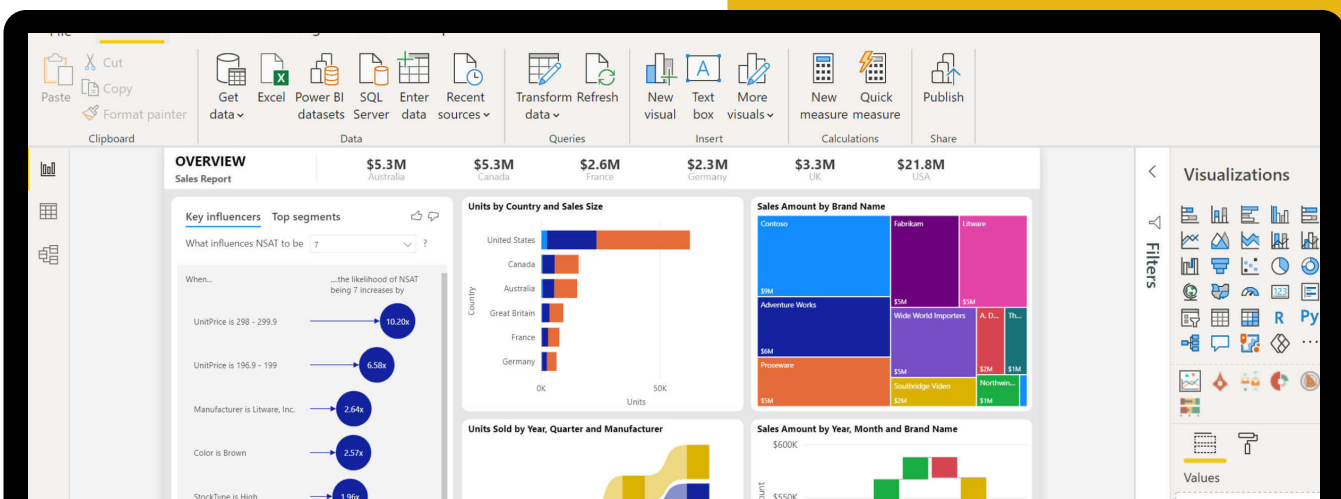 Paste
Cut
Copy
Format painter
Clipboard
Get
data
Excel
Power BI
datasets
SQL
Server
Enter
data
Recent
sources
Data
Transform
data
Refresh
Queries
New
visual
Text
box
More
visuals
Insert
New
measure
Quick
measure
Calculations
Publish
Share
OVERVIEW
Sales Report
$5.3M
Australia
$5.3M
Canada
$2.6M
France
$2.3M
Germany
$3.3M
UK
$21.8M
USA
Key influencers Top segments
What influences NSAT to be 7 ?
When...
....the likelihood of NSAT
being 7 increases by
UnitPrice is 298 - 299.9
10.20x
UnitPrice is 196.9 - 199
6.58x
Manufacturer is Litware, Inc.
2.64x
Color is Brown
2.57x
StockType is High
1.96x
Units by Country and Sales Size
Country
United States
Canada
Australia
Great Britain
France
Germany
0K
50K
Units
Sales Amount by Brand Name
Contoso
$9M
Adventure Works
$6M
Proseware
$5M
Fabrikam
$5M
Litware
$5M
Wide World Importers
$5M
A. D...
$2M
Th...
$1M
Southridge Video
$2M
Northwin...
$1M
Units Sold by Year, Quarter and Manufacturer
Sales Amount by Year, Month and Brand Name
$600K
$550K
Filters
Visualizations
123
R
Py
...
Values